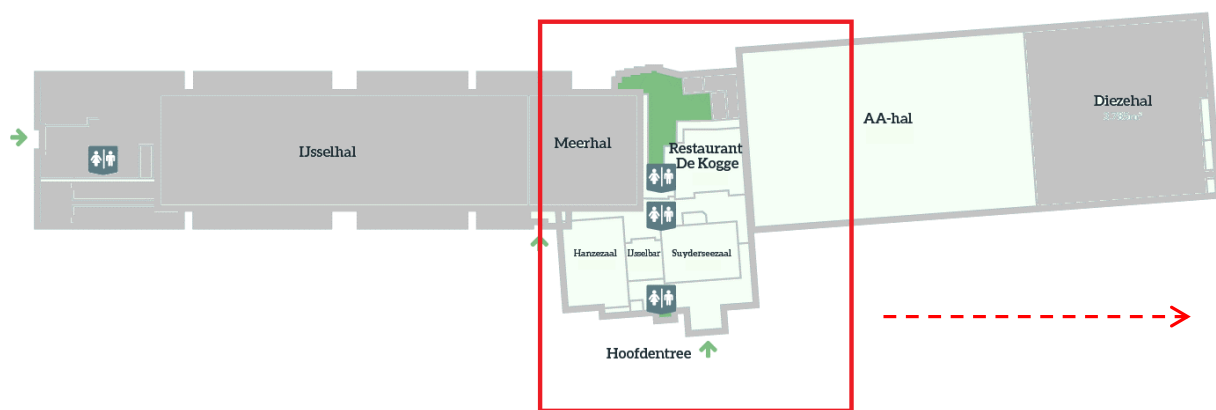 IJsselhal
Meerhal
Restaurant
De Kogge
AA-hal
Diezehal
Hanzezaal
IJsselbar
Suyderseezaal
Hoofdentree